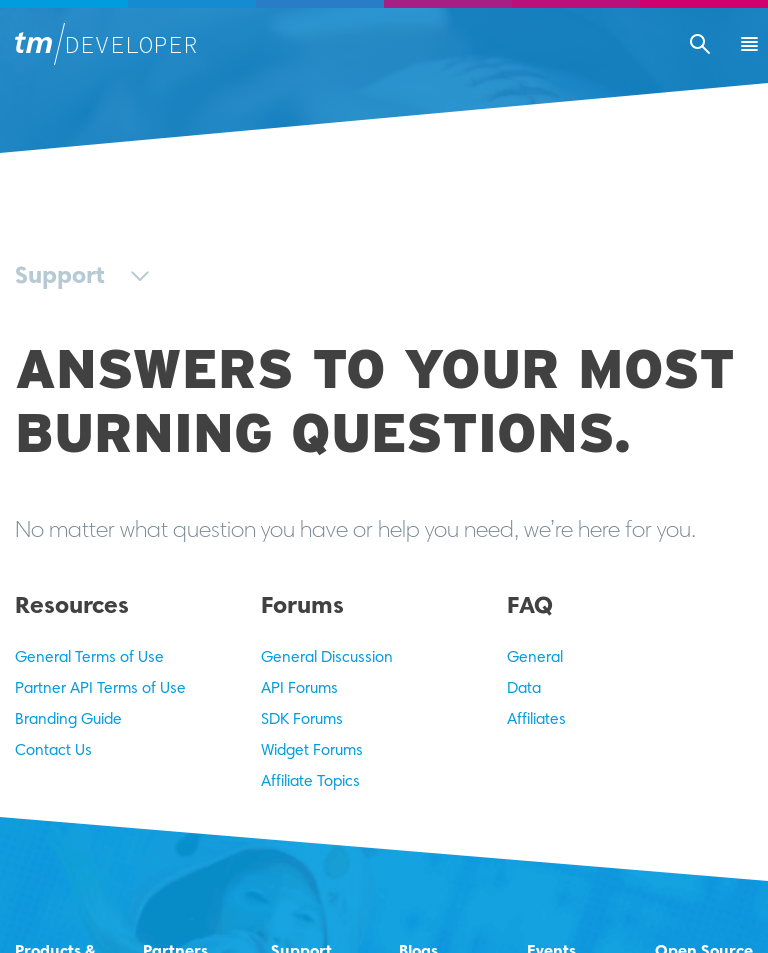 tm/DEVELOPER
Support
ANSWERS TO YOUR MOST
BURNING QUESTIONS.
No matter what question you have or help you need, we’re here for you.
Resources
General Terms of Use
Partner API Terms of Use
Branding Guide
Contact Us
Forums
General Discussion
API Forums
SDK Forums
Widget Forums
Affiliate Topics
FAQ
General
Data
Affiliates
Products & Partners Support Blogs Events Open Source